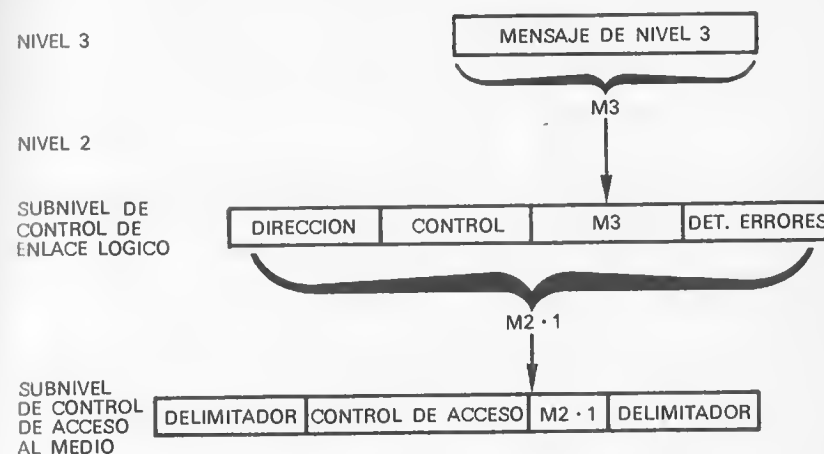 NIVEL 3
MENSAJE DE NIVEL 3
M3
NIVEL 2
SUBNIVEL DE
CONTROL DE
ENLACE LOGICO
DIRECCION
CONTROL
M3
DET. ERRORES
M2·1
SUBNIVEL
DE CONTROL
DE ACCESO
AL MEDIO
DELIMITADOR
CONTROL DE ACCESO
M2·1
DELIMITADOR